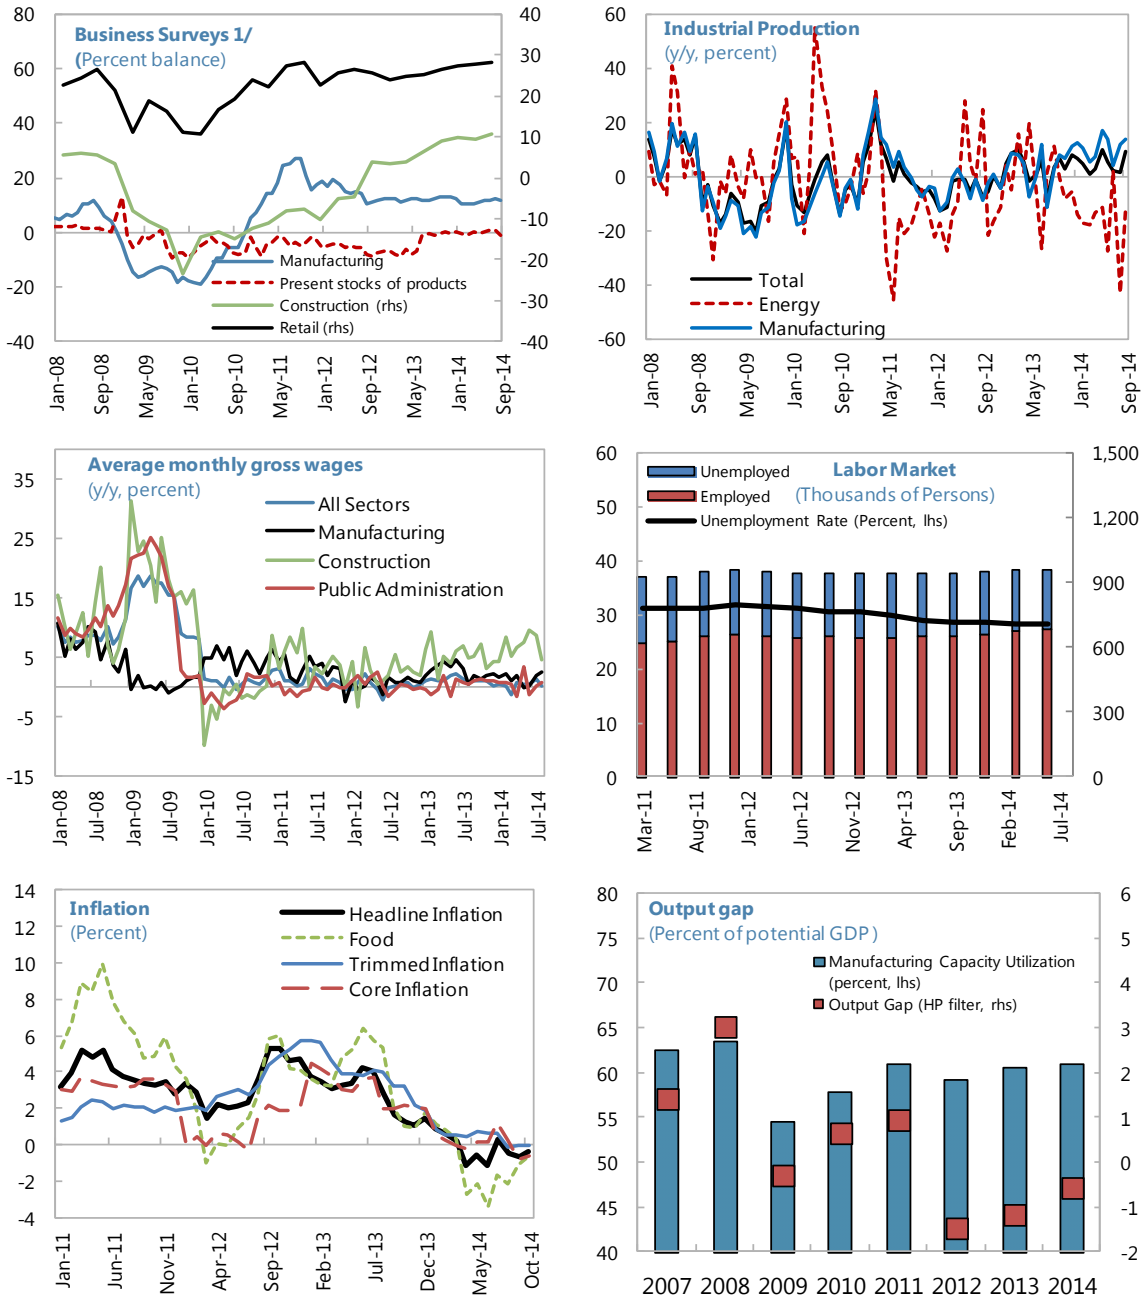 Business Surveys 1/
(Percent balance)
80
60
40
20
0
-20
-40
40
30
20
10
0
-10
-20
-30
-40
Manufacturing
Present stocks of products
Construction (rhs)
Retail (rhs)
Jan-08
Sep-08
May-09
Jan-10
Sep-10
May-11
Jan-12
Sep-12
May-13
Jan-14
Sep-14
Industrial Production
(y/y, percent)
60
40
20
0
-20
-40
-60
Total
Energy
Manufacturing
Jan-08
Sep-08
May-09
Jan-10
Sep-10
May-11
Jan-12
Sep-12
May-13
Jan-14
Sep-14
Average monthly gross wages
(y/y, percent)
35
25
15
5
-5
-15
All Sectors
Manufacturing
Construction
Public Administration
Jan-08
Jul-08
Jan-09
Jul-09
Jan-10
Jul-10
Jan-11
Jul-11
Jan-12
Jul-12
Jan-13
Jul-13
Jan-14
Jul-14
Labor Market
(Thousands of Persons)
60
50
40
30
20
10
0
1,500
1,200
900
600
300
0
Unemployed
Employed
Unemployment Rate (Percent, lhs)
Mar-11
Aug-11
Jan-12
Jun-12
Nov-12
Apr-13
Sep-13
Feb-14
Jul-14
Inflation
(Percent)
14
12
10
8
6
4
2
0
-2
-4
Headline Inflation
Food
Trimmed Inflation
Core Inflation
Jan-11
Jun-11
Nov-11
Apr-12
Sep-12
Feb-13
Jul-13
Dec-13
May-14
Oct-14
Output gap
(Percent of potential GDP )
80
75
70
65
60
55
50
45
40
6
5
4
3
2
1
0
-1
-2
Manufacturing Capacity Utilization
(percent, lhs)
Output Gap (HP filter, rhs)
2007
2008
2009
2010
2011
2012
2013
2014